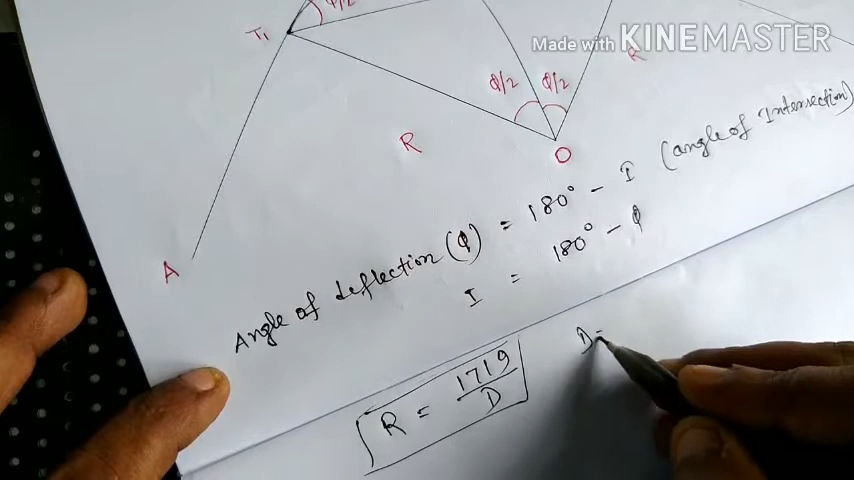 T1
ϕ/2
Made with KINEMASTER
R
ϕ/2 ϕ/2
R
O
A
Angle of deflection (ϕ) = 180° - I (angle of Intersection)
I = 180° - ϕ
R = 1719/D
D=